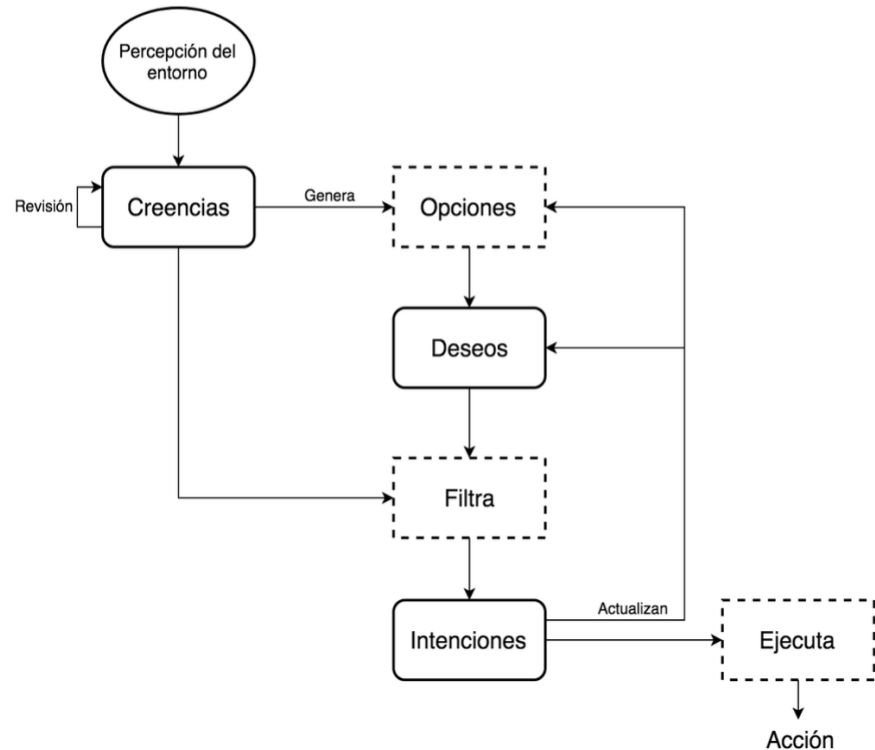 Percepción del
entorno
Revisión
Creencias
Genera
Opciones
Deseos
Filtra
Intenciones
Actualizan
Ejecuta
Acción